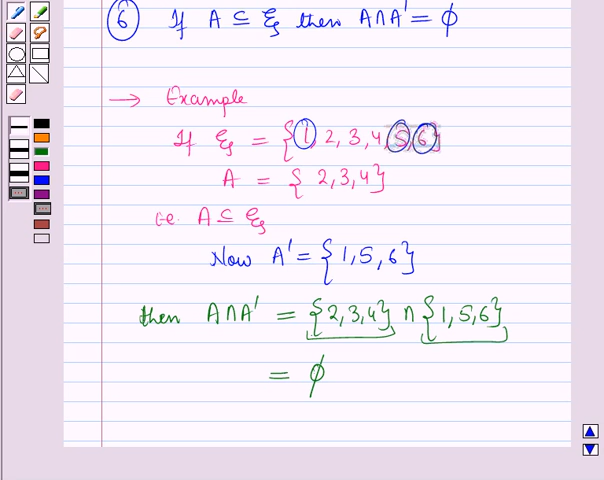 ⑥ If A ⊆ ξ then A∩A' = ϕ
→ Example
If ξ = {1, 2, 3, 4, 5, 6}
A = {2, 3, 4}
i.e. A ⊆ ξ
Now A' = {1, 5, 6}
then A∩A' = {2, 3, 4} ∩ {1, 5, 6}
= ϕ